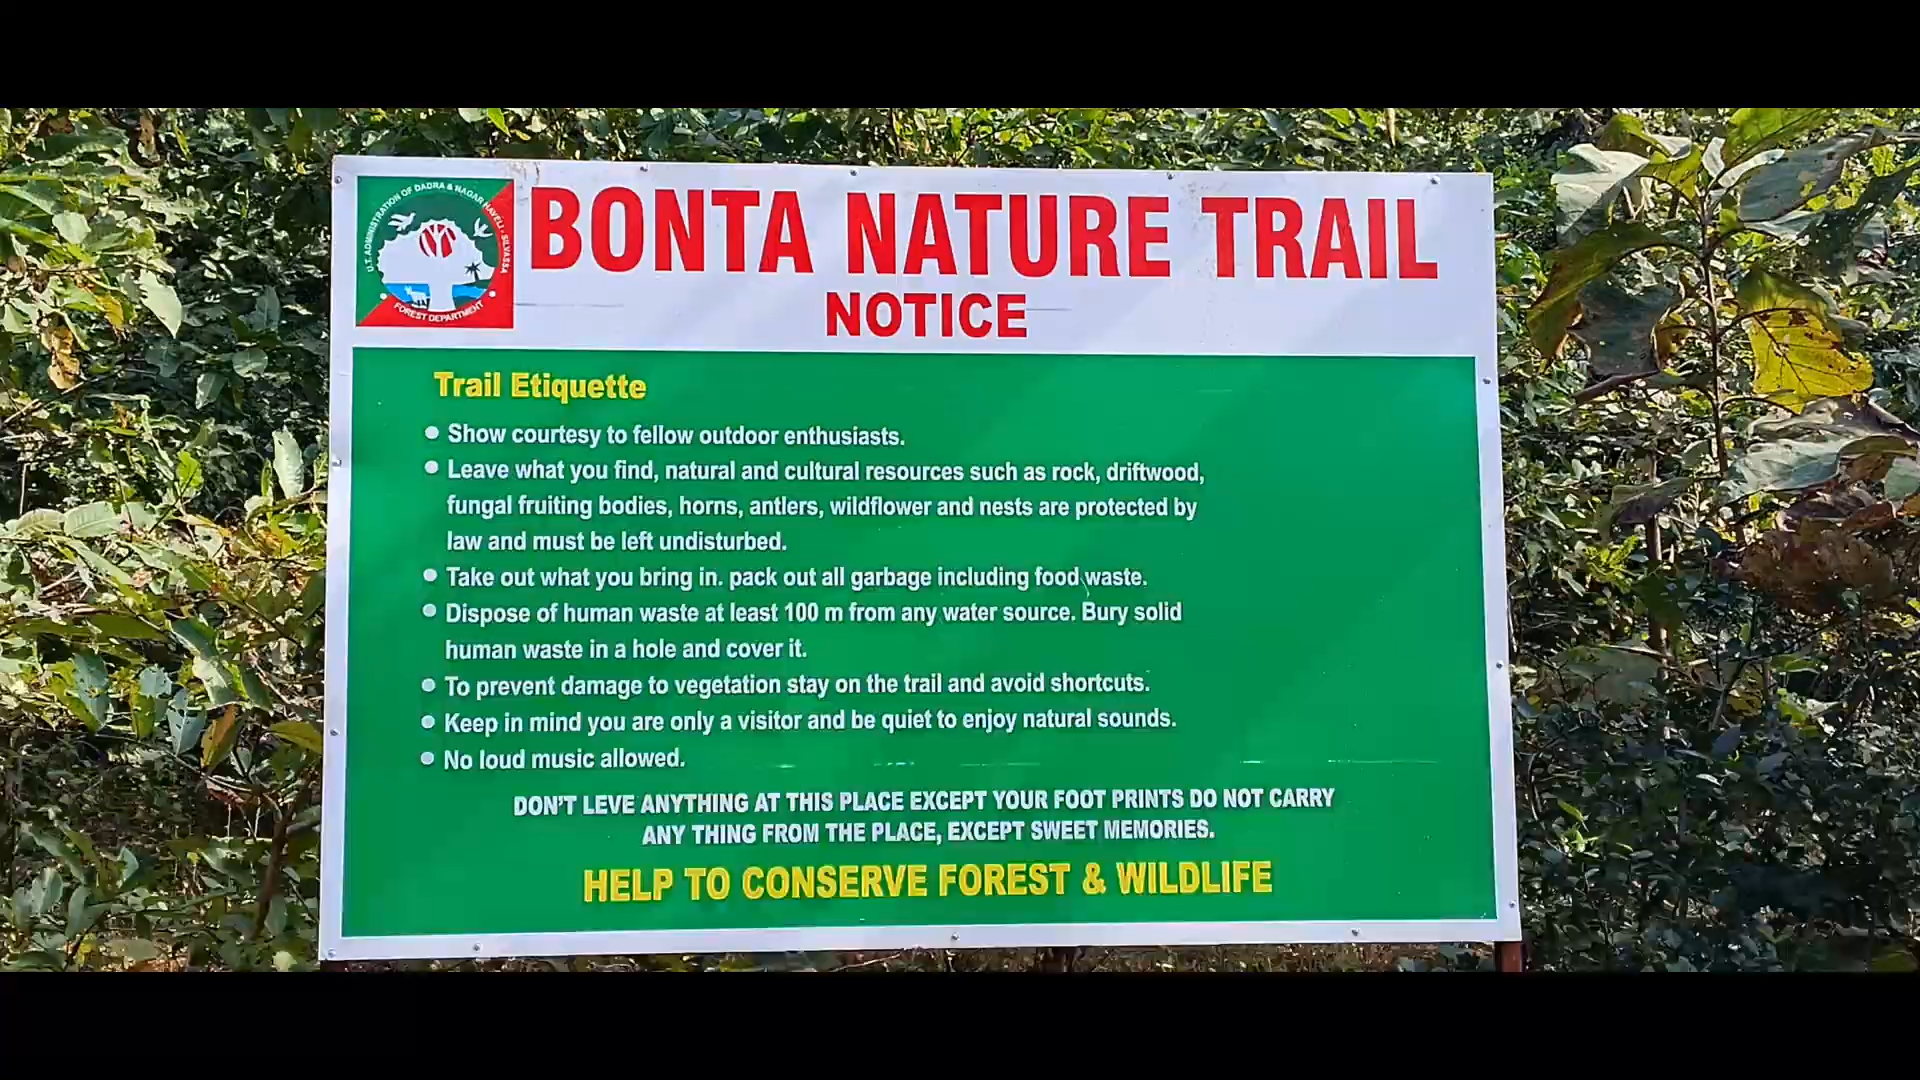 U.T. ADMINISTRATION OF DADRA & NAGAR HAVELI, SILVASSA
FOREST DEPARTMENT
BONTA NATURE TRAIL
NOTICE
Trail Etiquette
● Show courtesy to fellow outdoor enthusiasts.
● Leave what you find, natural and cultural resources such as rock, driftwood,
fungal fruiting bodies, horns, antlers, wildflower and nests are protected by
law and must be left undisturbed.
● Take out what you bring in. pack out all garbage including food waste.
● Dispose of human waste at least 100 m from any water source. Bury solid
human waste in a hole and cover it.
● To prevent damage to vegetation stay on the trail and avoid shortcuts.
● Keep in mind you are only a visitor and be quiet to enjoy natural sounds.
● No loud music allowed.
DON'T LEVE ANYTHING AT THIS PLACE EXCEPT YOUR FOOT PRINTS DO NOT CARRY
ANY THING FROM THE PLACE, EXCEPT SWEET MEMORIES.
HELP TO CONSERVE FOREST & WILDLIFE